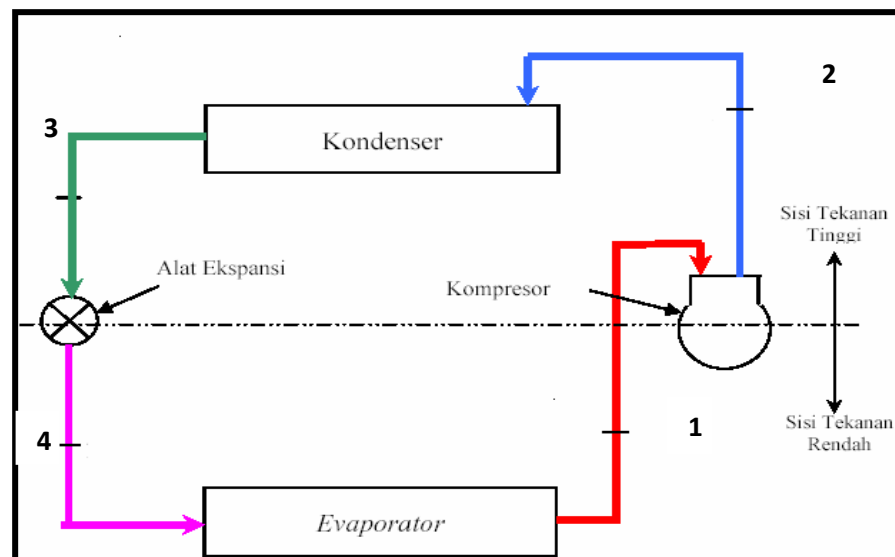 2
3
Kondenser
Sisi Tekanan
Tinggi
Alat Ekspansi
Kompresor
4
1
Sisi Tekanan
Rendah
Evaporator